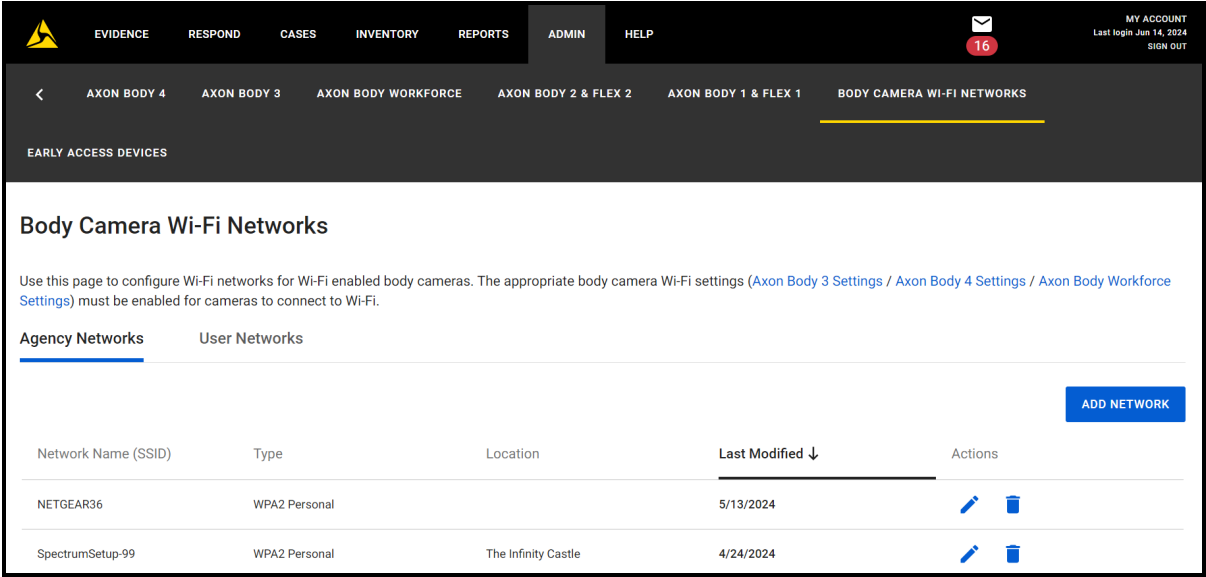 EVIDENCE RESPOND CASES INVENTORY REPORTS ADMIN HELP
16
MY ACCOUNT
Last login Jun 14, 2024
SIGN OUT
AXON BODY 4 AXON BODY 3 AXON BODY WORKFORCE AXON BODY 2 & FLEX 2 AXON BODY 1 & FLEX 1 BODY CAMERA WI-FI NETWORKS
EARLY ACCESS DEVICES
Body Camera Wi-Fi Networks
Use this page to configure Wi-Fi networks for Wi-Fi enabled body cameras. The appropriate body camera Wi-Fi settings (Axon Body 3 Settings / Axon Body 4 Settings / Axon Body Workforce
Settings) must be enabled for cameras to connect to Wi-Fi.
Agency Networks User Networks
ADD NETWORK
Network Name (SSID) Type Location Last Modified Actions
NETGEAR36 WPA2 Personal 5/13/2024
SpectrumSetup-99 WPA2 Personal The Infinity Castle 4/24/2024